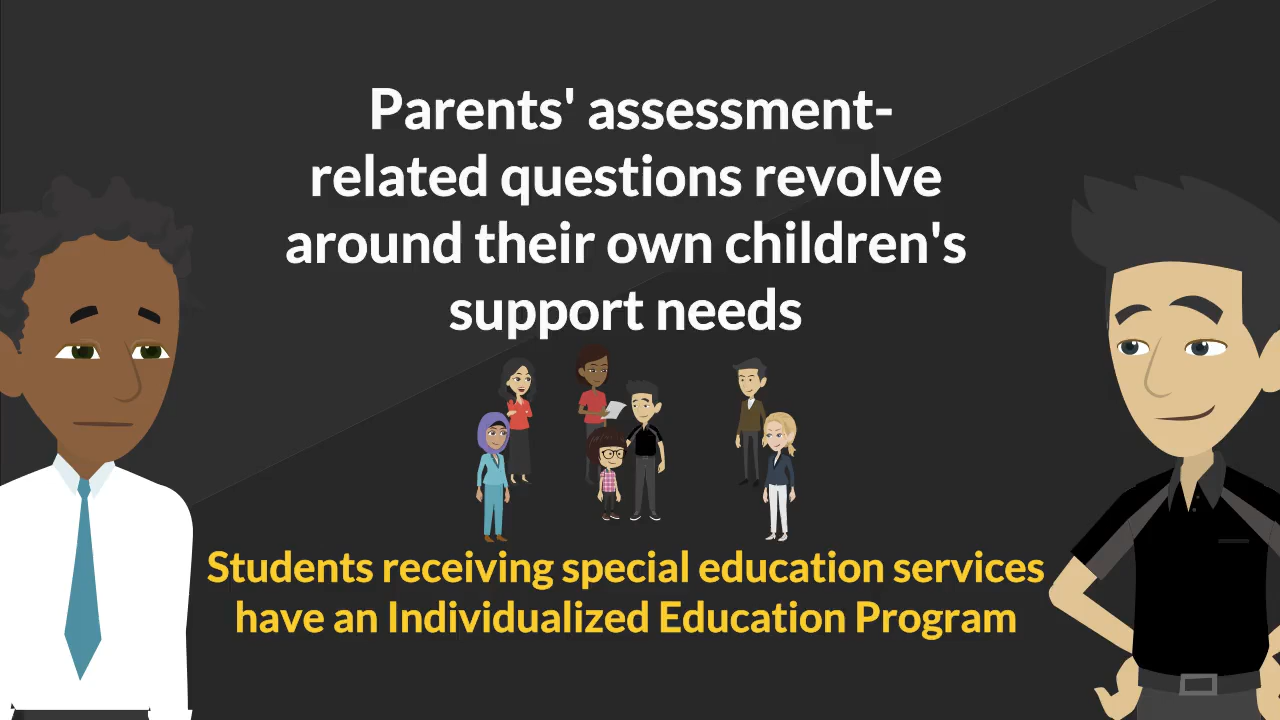 Parents' assessment-
related questions revolve
around their own children's
support needs
Students receiving special education services
have an Individualized Education Program